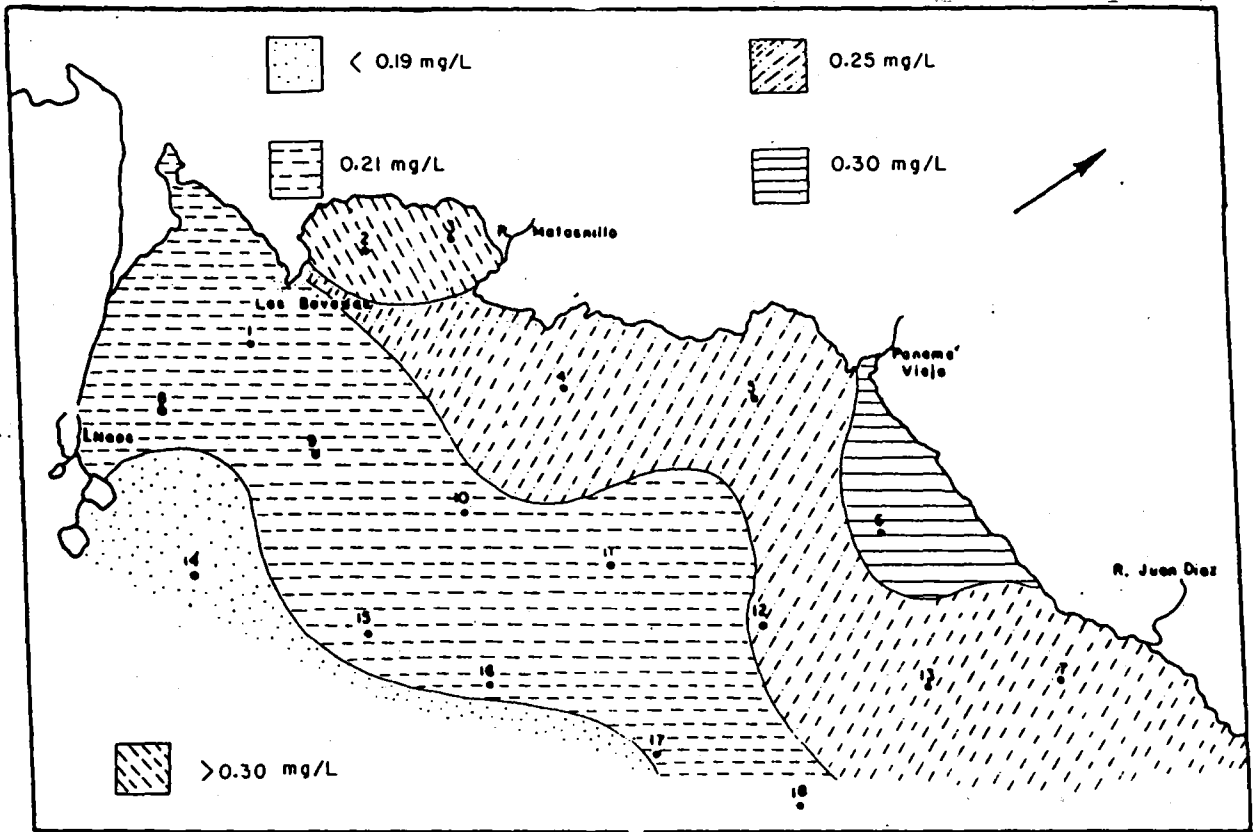 < 0.19 mg/L
0.25 mg/L
0.21 mg/L
0.30 mg/L
R. Matasnillo
2
3
Las Bovedas
1
Panamá
Viejo
4
5
8
9
10
6
11
R. Juan Diaz
14
15
12
16
13
7
17
>0.30 mg/L
18